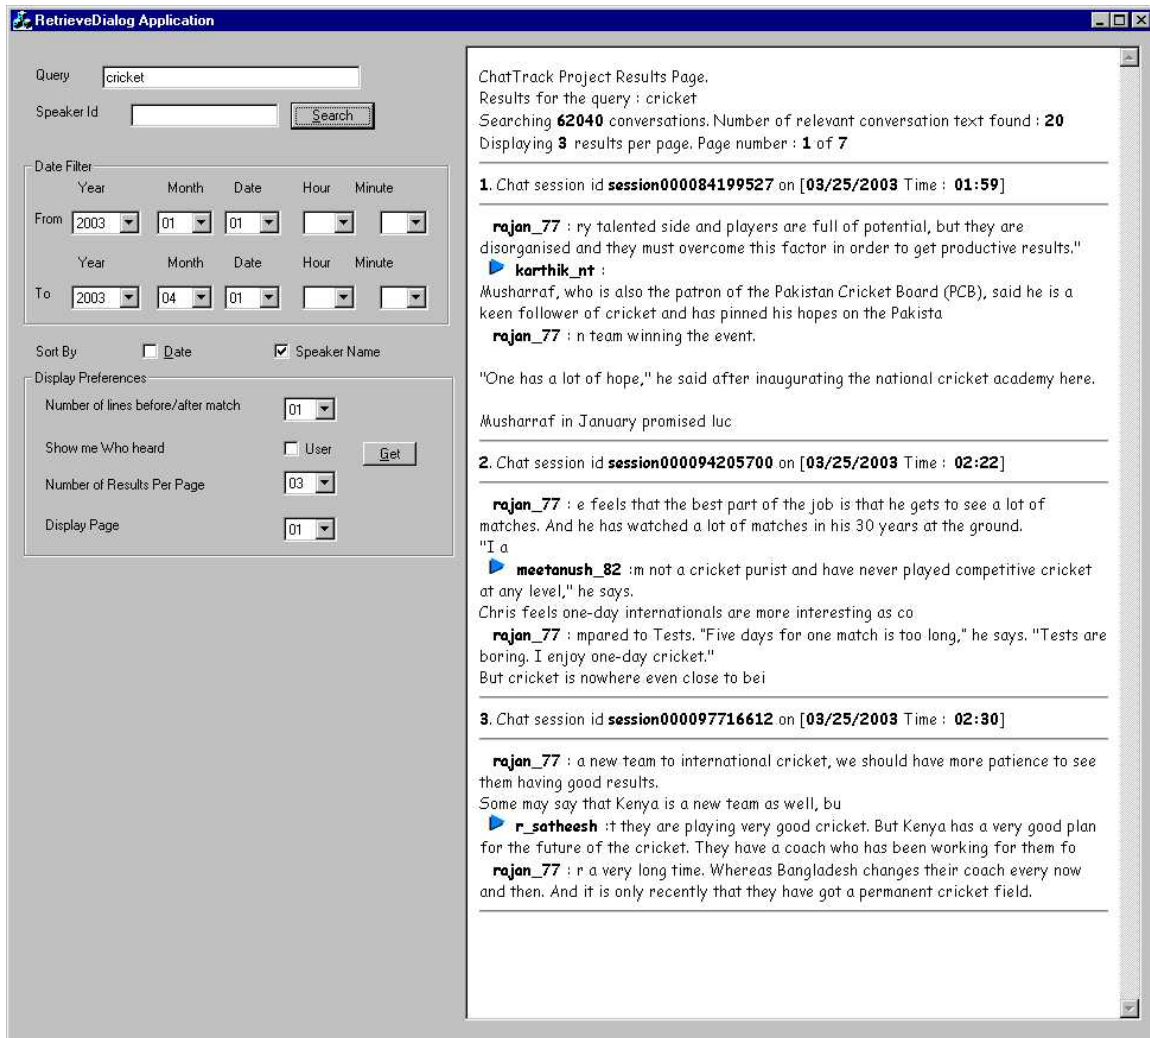 RetrieveDialog Application
Query cricket
Speaker Id Search
Date Filter
Year Month Date Hour Minute
From 2003 01 01
Year Month Date Hour Minute
To 2003 04 01
Sort By Date Speaker Name
Display Preferences
Number of lines before/after match 01
Show me Who heard User Get
Number of Results Per Page 03
Display Page 01
ChatTrack Project Results Page.
Results for the query : cricket
Searching 62040 conversations. Number of relevant conversation text found : 20
Displaying 3 results per page. Page number : 1 of 7
1. Chat session id session000084199527 on [03/25/2003 Time : 01:59]
rajan_77 : ry talented side and players are full of potential, but they are
disorganised and they must overcome this factor in order to get productive results."
karthik_nt :
Musharraf, who is also the patron of the Pakistan Cricket Board (PCB), said he is a
keen follower of cricket and has pinned his hopes on the Pakista
rajan_77 : n team winning the event.
"One has a lot of hope," he said after inaugurating the national cricket academy here.
Musharraf in January promised luc
2. Chat session id session000094205700 on [03/25/2003 Time : 02:22]
rajan_77 : e feels that the best part of the job is that he gets to see a lot of
matches. And he has watched a lot of matches in his 30 years at the ground.
"I a
meetanush_82 :m not a cricket purist and have never played competitive cricket
at any level," he says.
Chris feels one-day internationals are more interesting as co
rajan_77 : mpared to Tests. "Five days for one match is too long," he says. "Tests are
boring. I enjoy one-day cricket."
But cricket is nowhere even close to bei
3. Chat session id session000097716612 on [03/25/2003 Time : 02:30]
rajan_77 : a new team to international cricket, we should have more patience to see
them having good results.
Some may say that Kenya is a new team as well, bu
r_satheesh :t they are playing very good cricket. But Kenya has a very good plan
for the future of the cricket. They have a coach who has been working for them fo
rajan_77 : r a very long time. Whereas Bangladesh changes their coach every now
and then. And it is only recently that they have got a permanent cricket field.